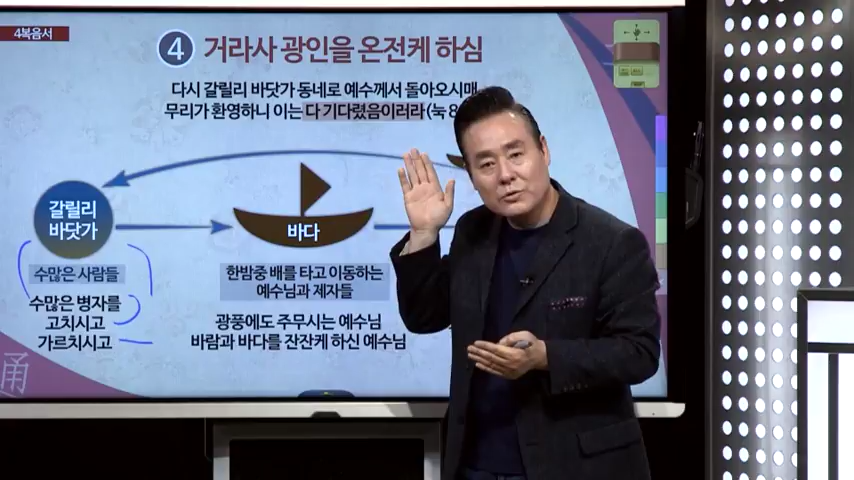 4복음서
4 거라사 광인을 온전케 하심
다시 갈릴리 바닷가 동네로 예수께서 돌아오시매
무리가 환영하니 이는 다 기다렸음이러라 (눅 8
갈릴리
바닷가
바다
수많은 사람들
한밤중 배를 타고 이동하는
예수님과 제자들
수많은 병자를
고치시고
가르치시고
광풍에도 주무시는 예수님
바람과 바다를 잔잔케 하신 예수님
通